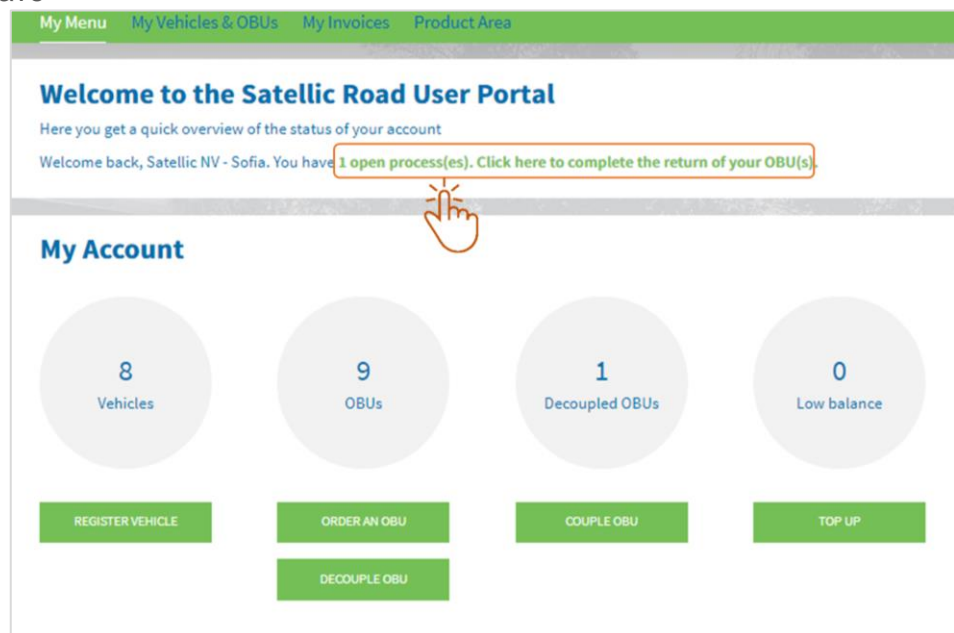 My Menu My Vehicles & OBUs My Invoices Product Area
Welcome to the Satellic Road User Portal
Here you get a quick overview of the status of your account
Welcome back, Satellic NV - Sofia. You have 1 open process(es). Click here to complete the return of your OBU(s).
My Account
8 9 1 0
Vehicles OBUs Decoupled OBUs Low balance
REGISTER VEHICLE ORDER AN OBU COUPLE OBU TOP UP
DECOUPLE OBU